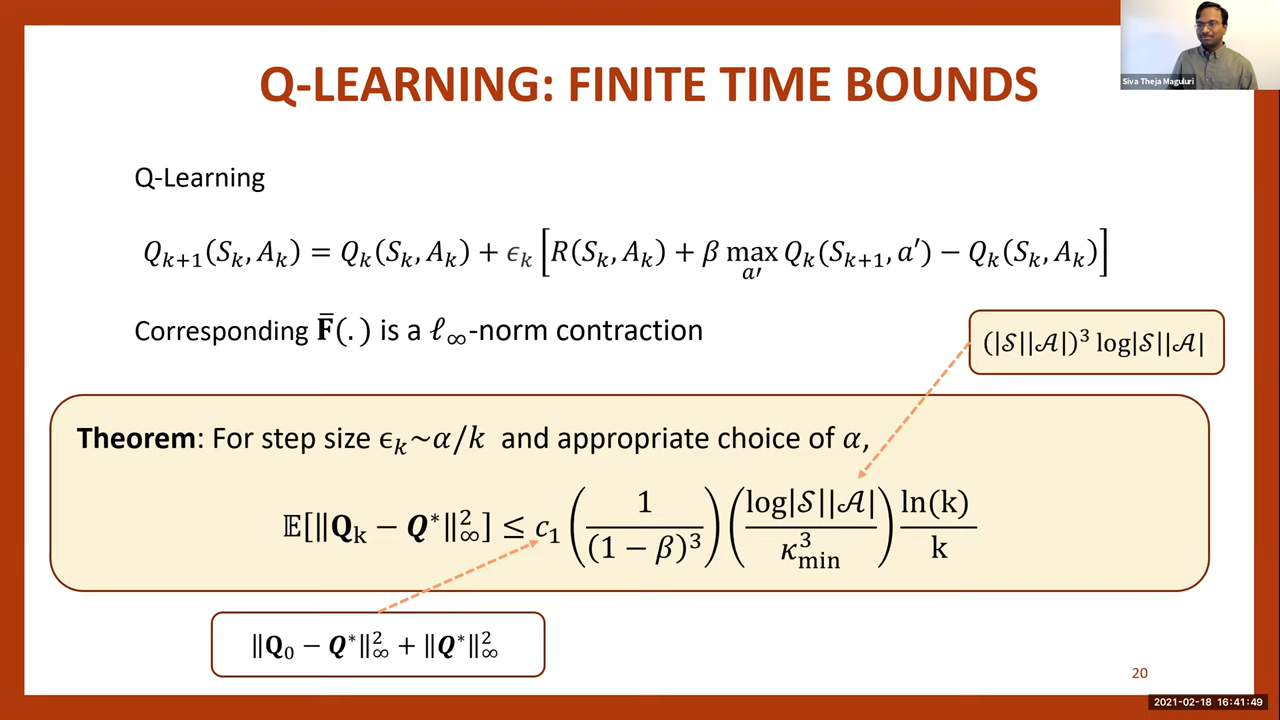 Siva Theja Maguluri
Q-LEARNING: FINITE TIME BOUNDS
Q-Learning
Q_{k+1}(S_k, A_k) = Q_k(S_k, A_k) + ϵ_k [R(S_k, A_k) + β max_{a′} Q_k(S_{k+1}, a′) − Q_k(S_k, A_k)]
Corresponding F̄(.) is a ℓ_∞-norm contraction
(|𝒮||𝒜|)³ log|𝒮||𝒜|
Theorem: For step size ϵ_k~α/k and appropriate choice of α,
𝔼[‖Q_k − Q*‖²_∞] ≤ c₁ (1/(1 − β)³) (log|𝒮||𝒜|/κ³_min) ln(k)/k
‖Q₀ − Q*‖²_∞ + ‖Q*‖²_∞
20
2021-02-18 16:41:49